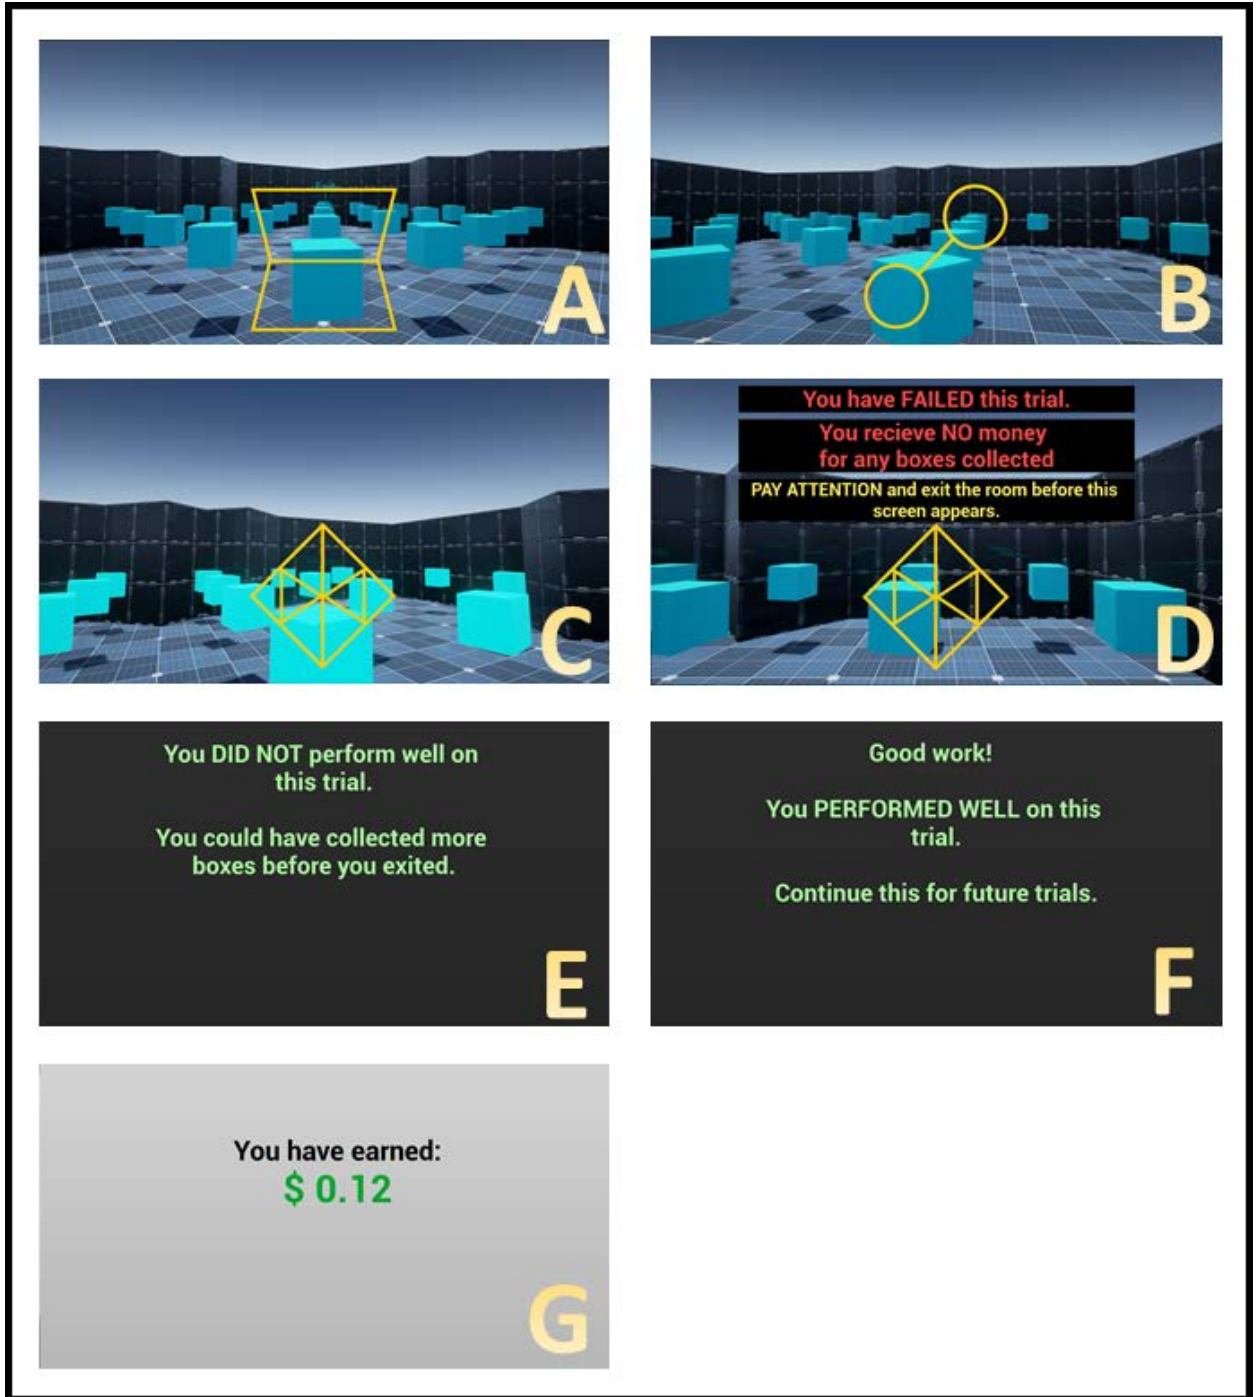 A
B
C
You have FAILED this trial.
You recieve NO money
for any boxes collected
PAY ATTENTION and exit the room before this
screen appears.
D
You DID NOT perform well on
this trial.
You could have collected more
boxes before you exited.
E
Good work!
You PERFORMED WELL on this
trial.
Continue this for future trials.
F
You have earned:
$ 0.12
G